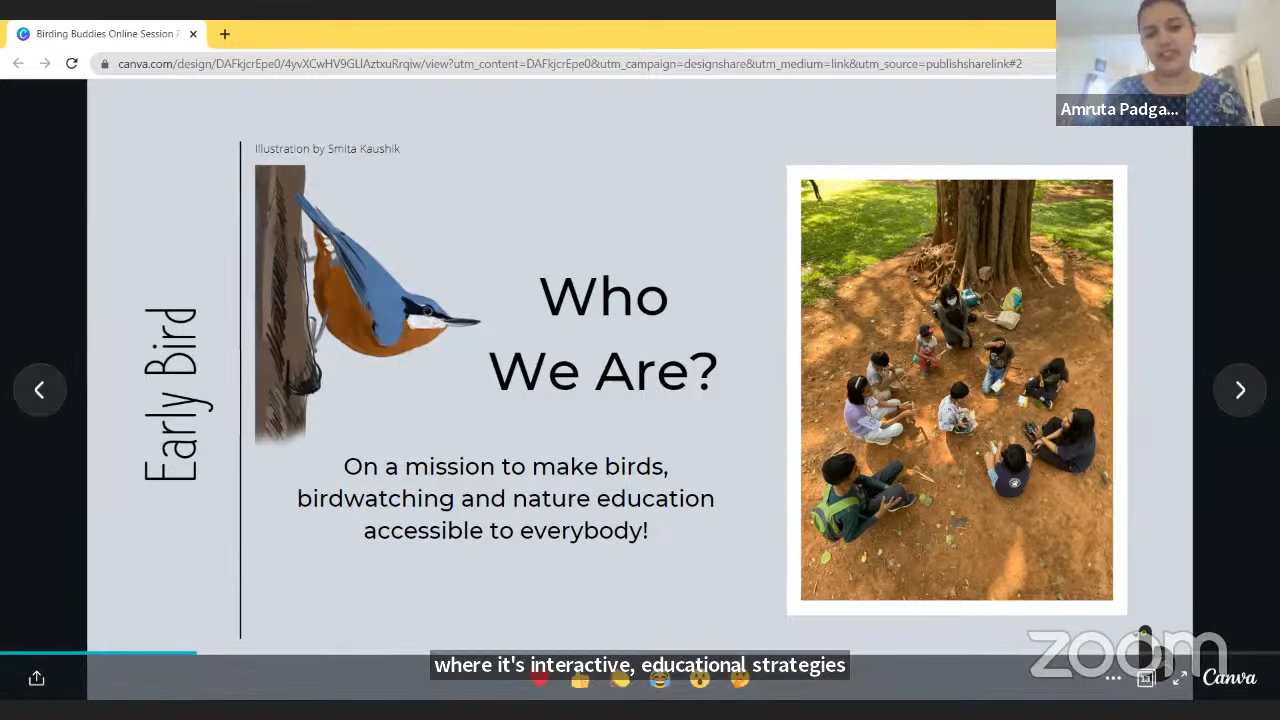 Birding Buddies Online Session P
canva.com/design/DAFkjcrEpe0/4yvXCwHV9GLlAztxuRrqiw/view?utm_content=DAFkjcrEpe0&utm_campaign=designshare&utm_medium=link&utm_source=publishsharelink#2
Amruta Padga...
Illustration by Smita Kaushik
Early Bird
Who
We Are?
On a mission to make birds,
birdwatching and nature education
accessible to everybody!
where it's interactive, educational strategies
zoom
Canva